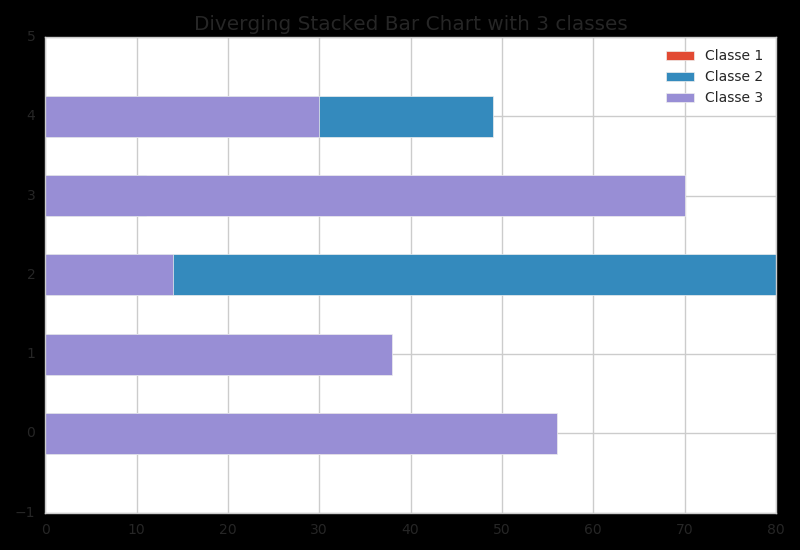 Diverging Stacked Bar Chart with 3 classes
5
Classe 1
Classe 2
Classe 3
4
3
2
1
0
−1
0 10 20 30 40 50 60 70 80